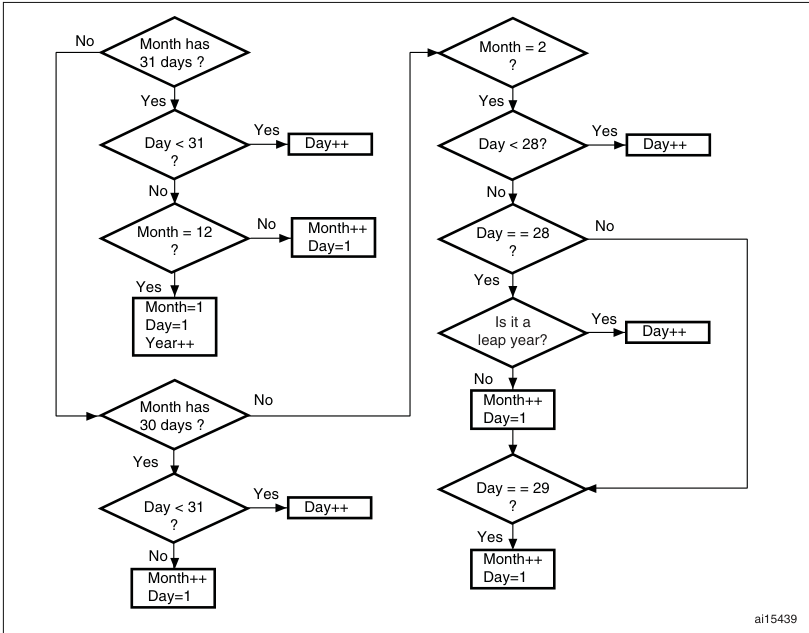 No
Month has
31 days ?
Yes
Day < 31
?
Yes
Day++
No
Month = 12
?
No
Month++
Day=1
Yes
Month=1
Day=1
Year++
Month has
30 days ?
No
Yes
Day < 31
?
Yes
Day++
No
Month++
Day=1
Month = 2
?
Yes
Day < 28?
Yes
Day++
No
Day = = 28
?
No
Yes
Is it a
leap year?
Yes
Day++
No
Month++
Day=1
Day = = 29
?
Yes
Month++
Day=1
ai15439